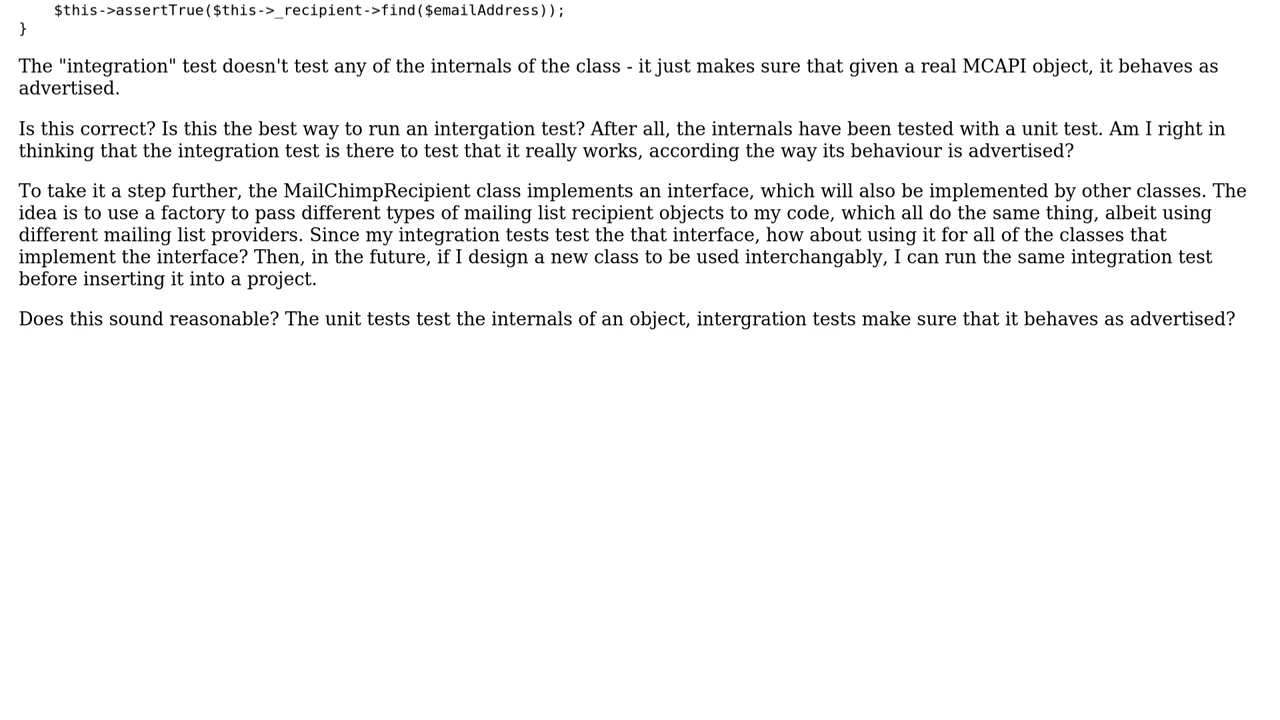 $this->assertTrue($this->_recipient->find($emailAddress));
}
The "integration" test doesn't test any of the internals of the class - it just makes sure that given a real MCAPI object, it behaves as
advertised.
Is this correct? Is this the best way to run an intergation test? After all, the internals have been tested with a unit test. Am I right in
thinking that the integration test is there to test that it really works, according the way its behaviour is advertised?
To take it a step further, the MailChimpRecipient class implements an interface, which will also be implemented by other classes. The
idea is to use a factory to pass different types of mailing list recipient objects to my code, which all do the same thing, albeit using
different mailing list providers. Since my integration tests test the that interface, how about using it for all of the classes that
implement the interface? Then, in the future, if I design a new class to be used interchangably, I can run the same integration test
before inserting it into a project.
Does this sound reasonable? The unit tests test the internals of an object, intergration tests make sure that it behaves as advertised?